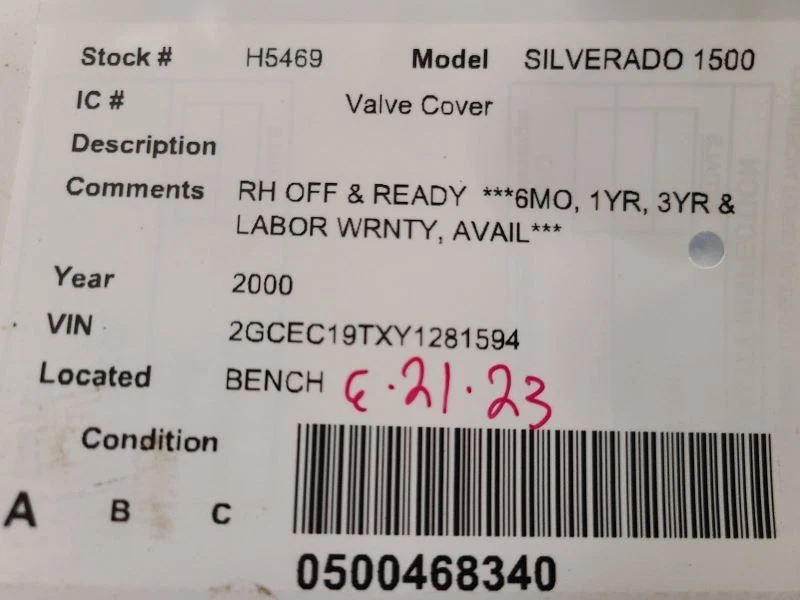 Stock # H5469 Model SILVERADO 1500
IC # Valve Cover
Description
Comments RH OFF & READY ***6MO, 1YR, 3YR &
LABOR WRNTY, AVAIL***
Year 2000
VIN 2GCEC19TXY1281594
Located BENCH 6.21.23
Condition
A B C
0500468340